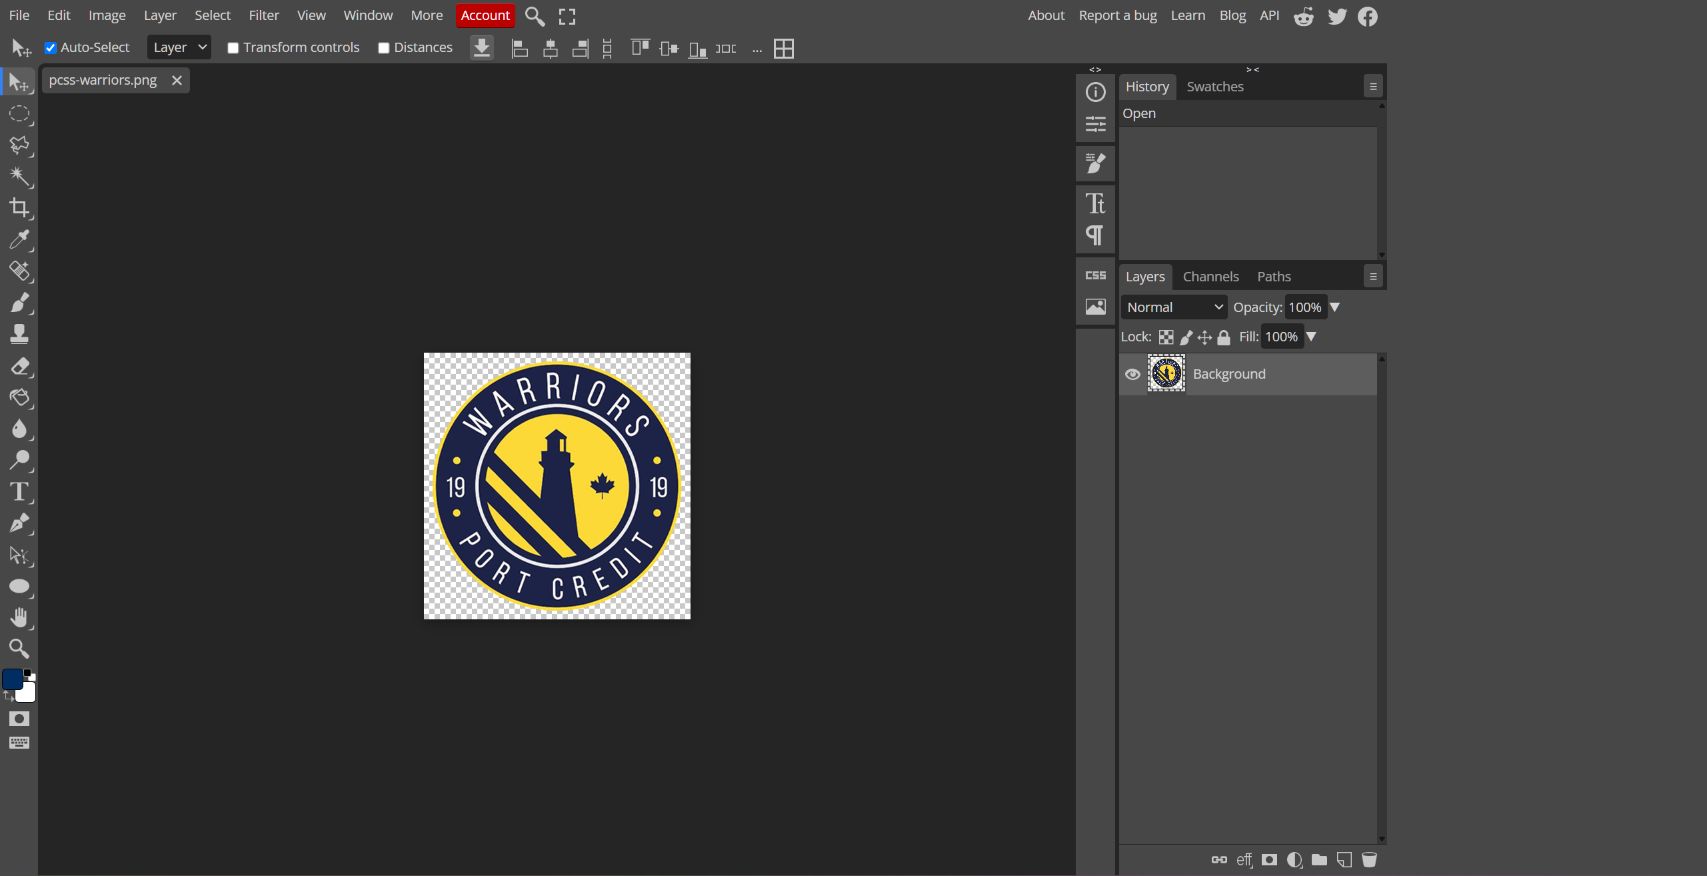 File Edit Image Layer Select Filter View Window More Account About Report a bug Learn Blog API
Auto-Select Layer Transform controls Distances ...
pcss-warriors.png
<> ><
History Swatches
Open
WARRIORS
19 19
PORT CREDIT
Tt
¶
CSS
Layers Channels Paths
Normal Opacity: 100%
Lock: Fill: 100%
Background
T
eff